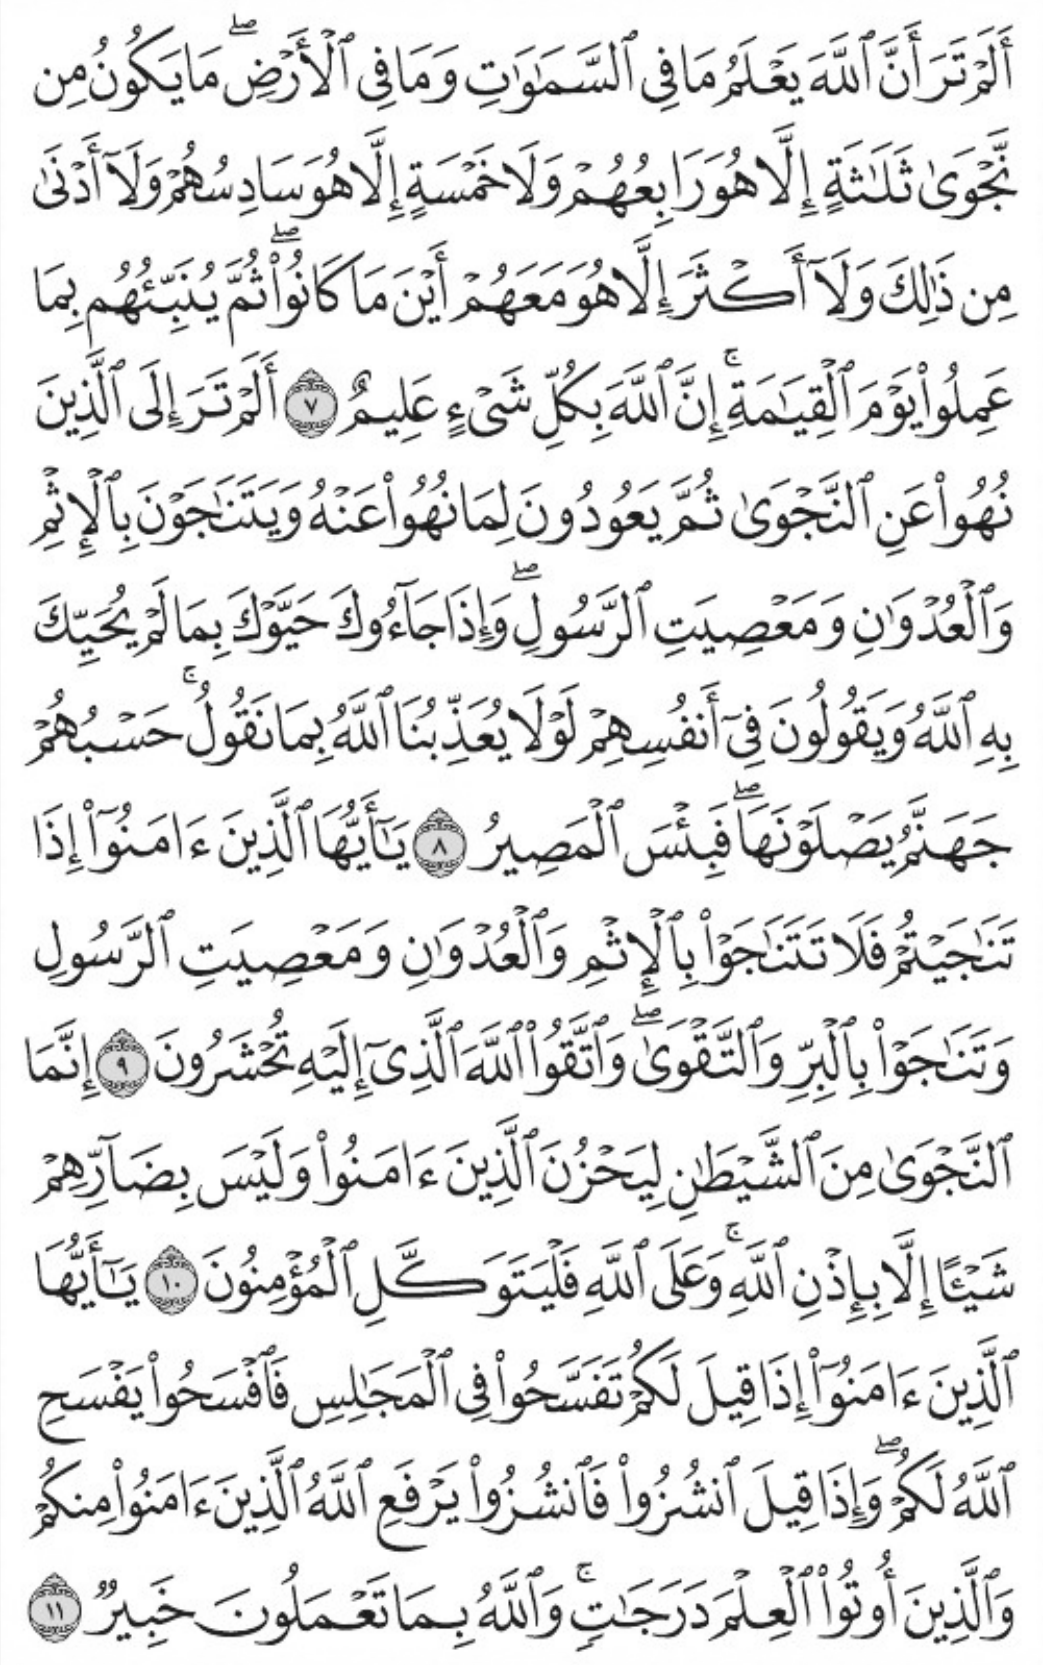 أَلَمْ تَرَ أَنَّ ٱللَّهَ يَعْلَمُ مَا فِى ٱلسَّمَـٰوَٰتِ وَمَا فِى ٱلْأَرْضِ ۖ مَا يَكُونُ مِن
نَّجْوَىٰ ثَلَـٰثَةٍ إِلَّا هُوَ رَابِعُهُمْ وَلَا خَمْسَةٍ إِلَّا هُوَ سَادِسُهُمْ وَلَآ أَدْنَىٰ
مِن ذَٰلِكَ وَلَآ أَكْثَرَ إِلَّا هُوَ مَعَهُمْ أَيْنَ مَا كَانُوا۟ ۖ ثُمَّ يُنَبِّئُهُم بِمَا
عَمِلُوا۟ يَوْمَ ٱلْقِيَـٰمَةِ ۚ إِنَّ ٱللَّهَ بِكُلِّ شَىْءٍ عَلِيمٌ ٧ أَلَمْ تَرَ إِلَى ٱلَّذِينَ
نُهُوا۟ عَنِ ٱلنَّجْوَىٰ ثُمَّ يَعُودُونَ لِمَا نُهُوا۟ عَنْهُ وَيَتَنَـٰجَوْنَ بِٱلْإِثْمِ
وَٱلْعُدْوَٰنِ وَمَعْصِيَتِ ٱلرَّسُولِ ۖ وَإِذَا جَآءُوكَ حَيَّوْكَ بِمَا لَمْ يُحَيِّكَ
بِهِ ٱللَّهُ وَيَقُولُونَ فِىٓ أَنفُسِهِمْ لَوْلَا يُعَذِّبُنَا ٱللَّهُ بِمَا نَقُولُ ۚ حَسْبُهُمْ
جَهَنَّمُ يَصْلَوْنَهَا ۖ فَبِئْسَ ٱلْمَصِيرُ ٨ يَـٰٓأَيُّهَا ٱلَّذِينَ ءَامَنُوٓا۟ إِذَا
تَنَـٰجَيْتُمْ فَلَا تَتَنَـٰجَوْا۟ بِٱلْإِثْمِ وَٱلْعُدْوَٰنِ وَمَعْصِيَتِ ٱلرَّسُولِ
وَتَنَـٰجَوْا۟ بِٱلْبِرِّ وَٱلتَّقْوَىٰ ۖ وَٱتَّقُوا۟ ٱللَّهَ ٱلَّذِىٓ إِلَيْهِ تُحْشَرُونَ ٩ إِنَّمَا
ٱلنَّجْوَىٰ مِنَ ٱلشَّيْطَـٰنِ لِيَحْزُنَ ٱلَّذِينَ ءَامَنُوا۟ وَلَيْسَ بِضَآرِّهِمْ
شَيْـًٔا إِلَّا بِإِذْنِ ٱللَّهِ ۚ وَعَلَى ٱللَّهِ فَلْيَتَوَكَّلِ ٱلْمُؤْمِنُونَ ١٠ يَـٰٓأَيُّهَا
ٱلَّذِينَ ءَامَنُوٓا۟ إِذَا قِيلَ لَكُمْ تَفَسَّحُوا۟ فِى ٱلْمَجَـٰلِسِ فَٱفْسَحُوا۟ يَفْسَحِ
ٱللَّهُ لَكُمْ ۖ وَإِذَا قِيلَ ٱنشُزُوا۟ فَٱنشُزُوا۟ يَرْفَعِ ٱللَّهُ ٱلَّذِينَ ءَامَنُوا۟ مِنكُمْ
وَٱلَّذِينَ أُوتُوا۟ ٱلْعِلْمَ دَرَجَـٰتٍ ۚ وَٱللَّهُ بِمَا تَعْمَلُونَ خَبِيرٌ ١١